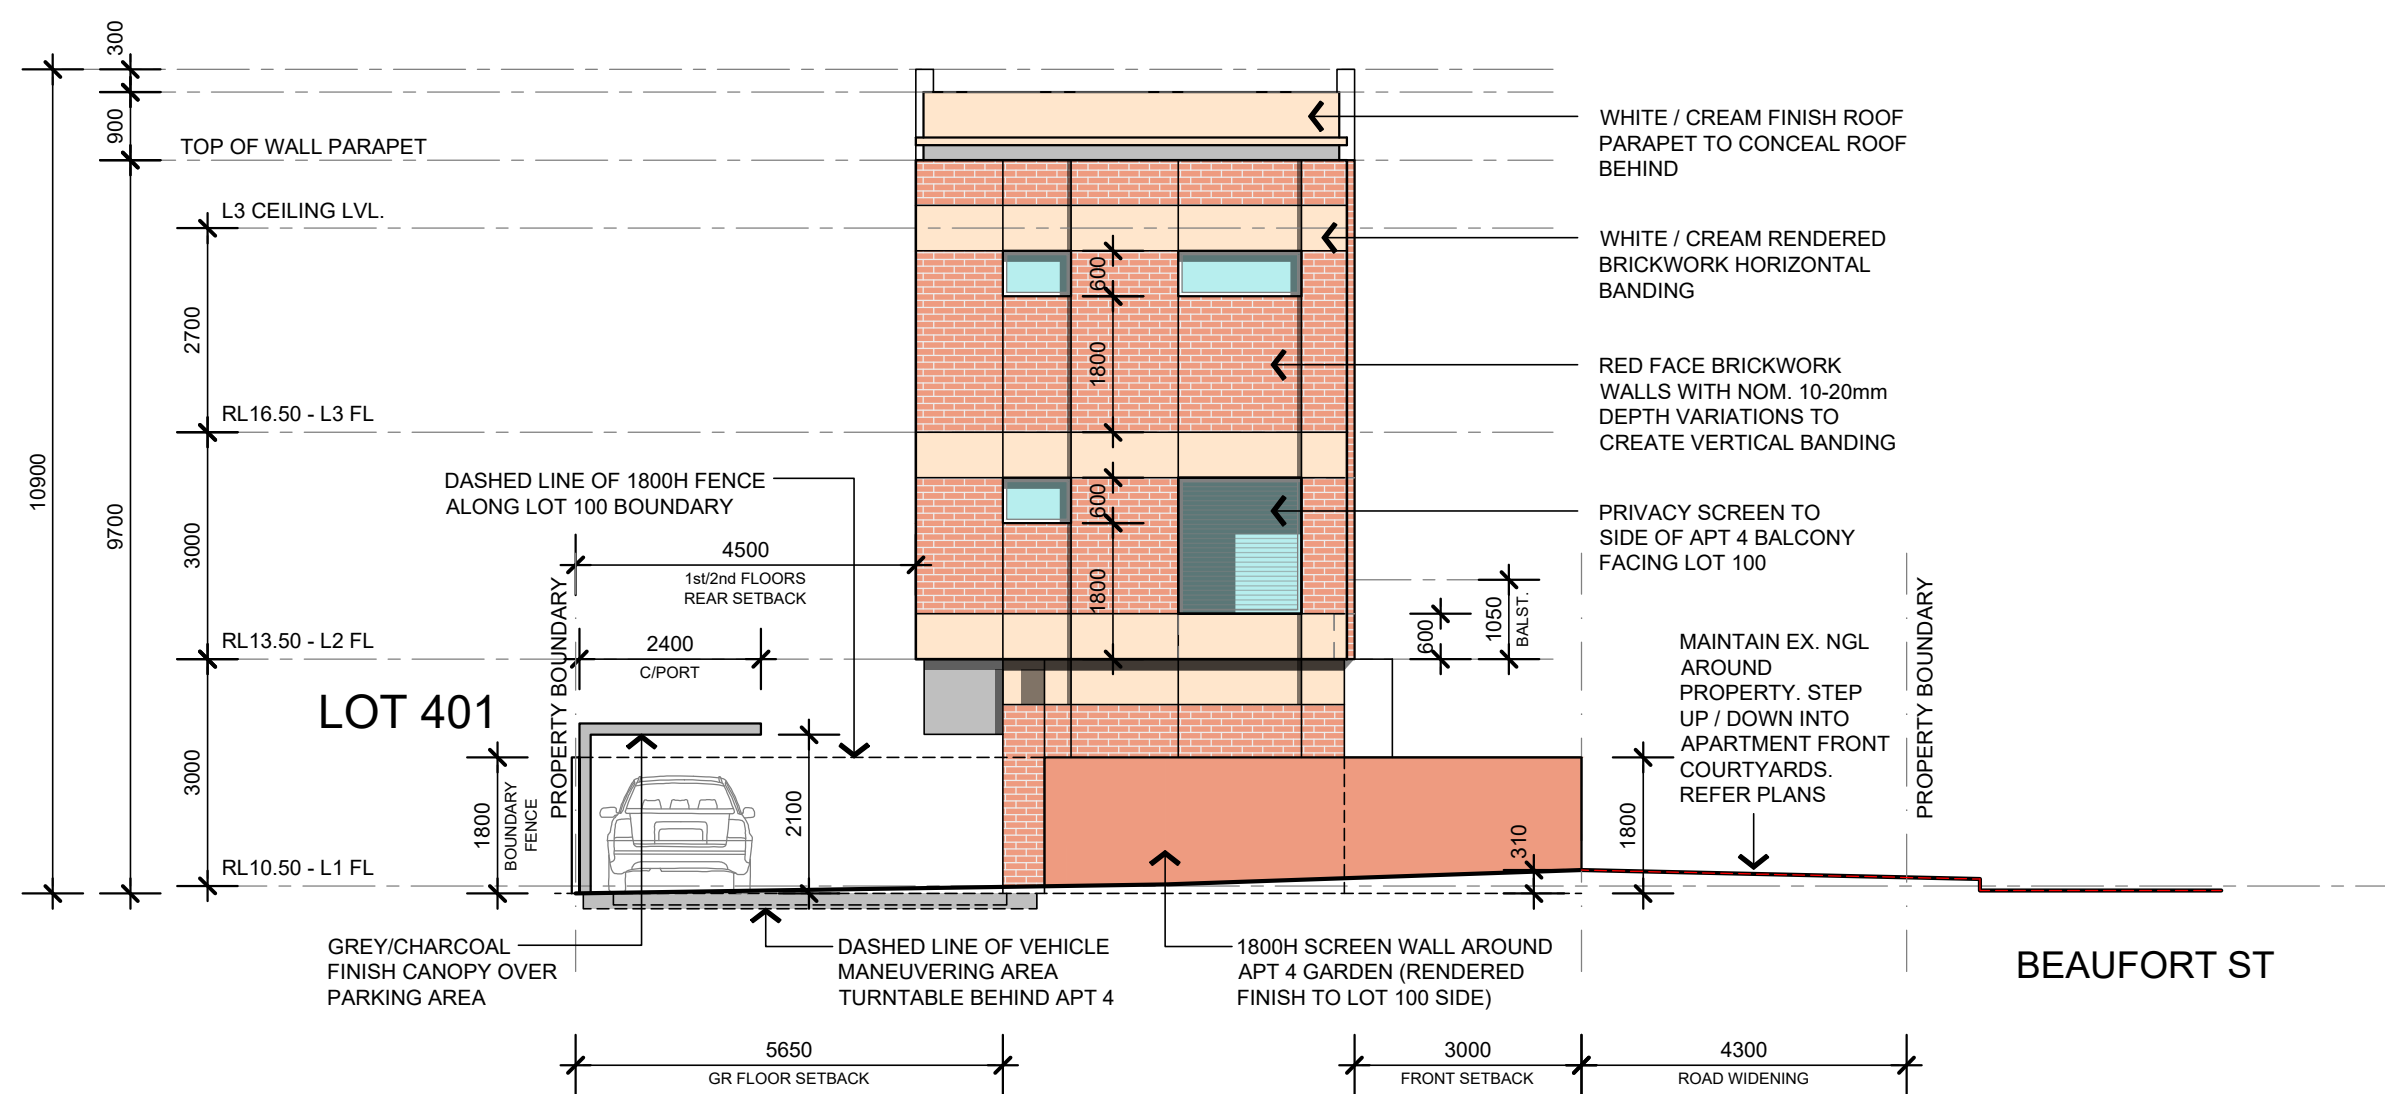 300
900
TOP OF WALL PARAPET
L3 CEILING LVL.
2700
RL16.50 - L3 FL
10900
9700
3000
RL13.50 - L2 FL
LOT 401
3000
RL10.50 - L1 FL
DASHED LINE OF 1800H FENCE
ALONG LOT 100 BOUNDARY
4500
1st/2nd FLOORS
REAR SETBACK
PROPERTY BOUNDARY
2400
C/PORT
1800
BOUNDARY
FENCE
2100
600
1800
600
1800
WHITE / CREAM FINISH ROOF
PARAPET TO CONCEAL ROOF
BEHIND
WHITE / CREAM RENDERED
BRICKWORK HORIZONTAL
BANDING
RED FACE BRICKWORK
WALLS WITH NOM. 10-20mm
DEPTH VARIATIONS TO
CREATE VERTICAL BANDING
PRIVACY SCREEN TO
SIDE OF APT 4 BALCONY
FACING LOT 100
600
1050
BALST.
MAINTAIN EX. NGL
AROUND
PROPERTY. STEP
UP / DOWN INTO
APARTMENT FRONT
COURTYARDS.
REFER PLANS
PROPERTY BOUNDARY
310
1800
GREY/CHARCOAL
FINISH CANOPY OVER
PARKING AREA
DASHED LINE OF VEHICLE
MANEUVERING AREA
TURNTABLE BEHIND APT 4
1800H SCREEN WALL AROUND
APT 4 GARDEN (RENDERED
FINISH TO LOT 100 SIDE)
BEAUFORT ST
5650
GR FLOOR SETBACK
3000
FRONT SETBACK
4300
ROAD WIDENING